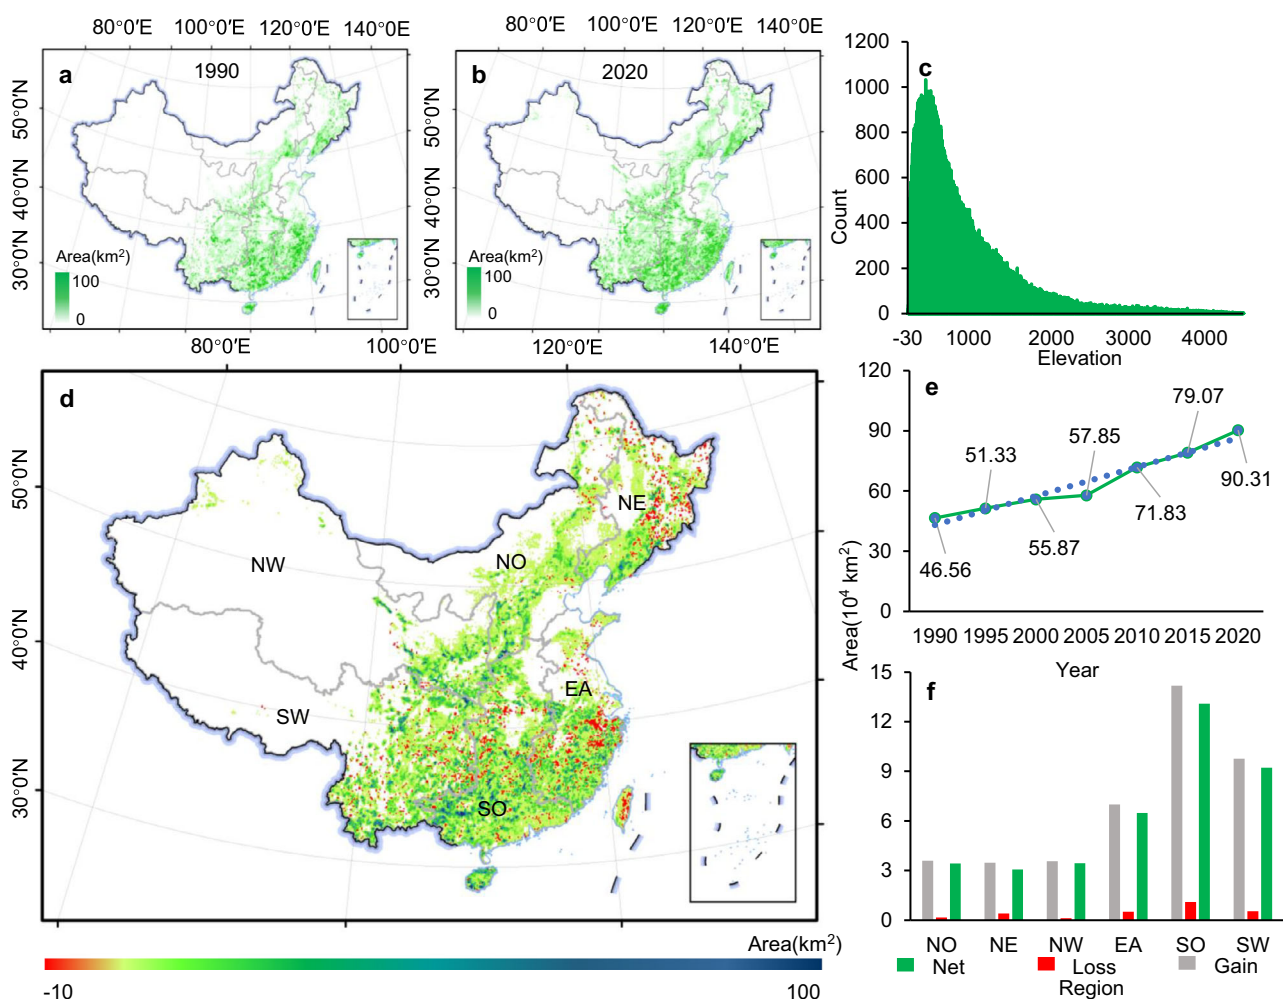 80°0′E 100°0′E 120°0′E 140°0′E
80°0′E 100°0′E 120°0′E 140°0′E
a
1990
50°0′N
40°0′N
30°0′N
Area(km²)
100
0
b
2020
50°0′N
40°0′N
30°0′N
Area(km²)
100
0
c
1200
1000
800
600
400
200
0
Count
-30 1000 2000 3000 4000
Elevation
80°0′E 100°0′E 120°0′E 140°0′E
d
50°0′N
40°0′N
30°0′N
NE
NO
NW
EA
SW
SO
Area(km²)
-10 100
e
120
90
60
30
0
Area(10⁴ km²)
46.56
51.33
55.87
57.85
71.83
79.07
90.31
1990 1995 2000 2005 2010 2015 2020
Year
f
15
12
9
6
3
0
NO NE NW EA SO SW
Net Loss Gain
Region